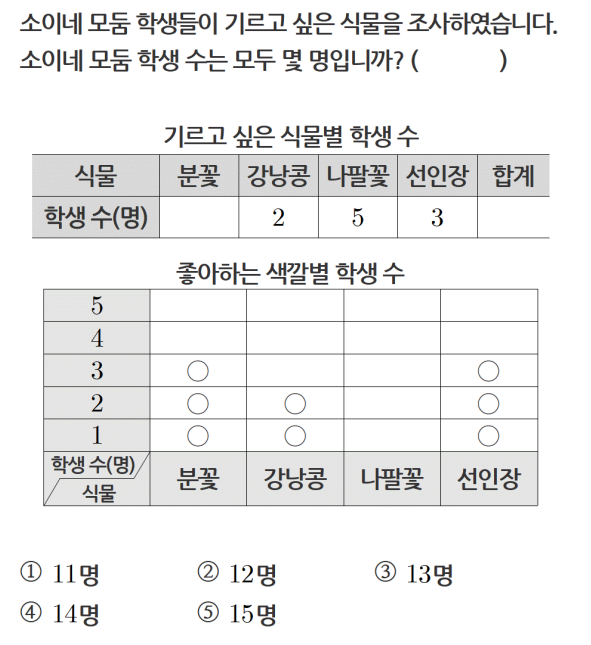 소이네 모둠 학생들이 기르고 싶은 식물을 조사하였습니다.
소이네 모둠 학생 수는 모두 몇 명입니까? (          )
기르고 싶은 식물별 학생 수
식물 분꽃 강낭콩 나팔꽃 선인장 합계
학생 수(명) 2 5 3
좋아하는 색깔별 학생 수
5
4
3 ○ ○
2 ○ ○ ○
1 ○ ○ ○
학생 수(명)
식물 분꽃 강낭콩 나팔꽃 선인장
① 11명 ② 12명 ③ 13명
④ 14명 ⑤ 15명